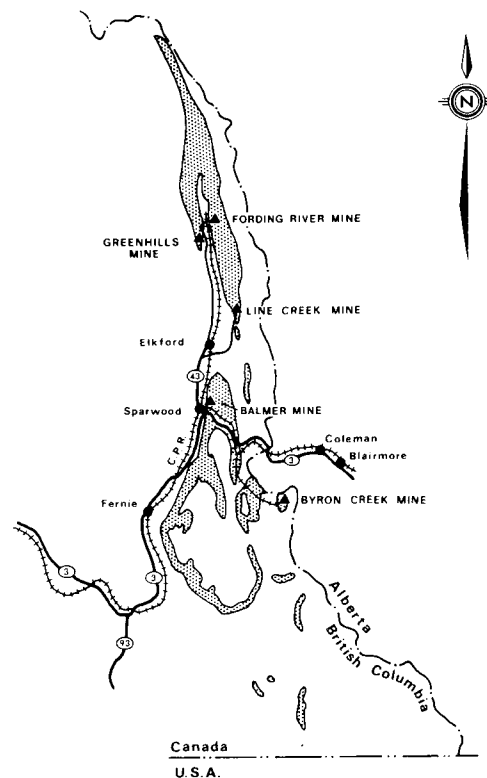 N
FORDING RIVER MINE
GREENHILLS
MINE
LINE CREEK MINE
Elkford
43
Sparwood
BALMER MINE
C.P.R.
Coleman
3
Blairmore
Fernie
BYRON CREEK MINE
3
3
93
Alberta
British Columbia
Canada
U.S.A.